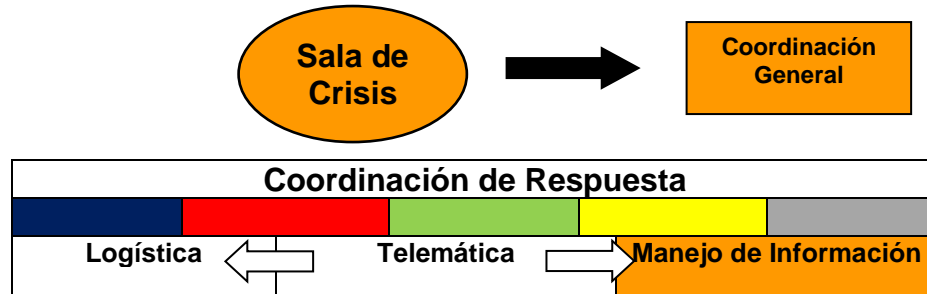 Sala de
Crisis
Coordinación
General
Coordinación de Respuesta
Logística
Telemática
Manejo de Información